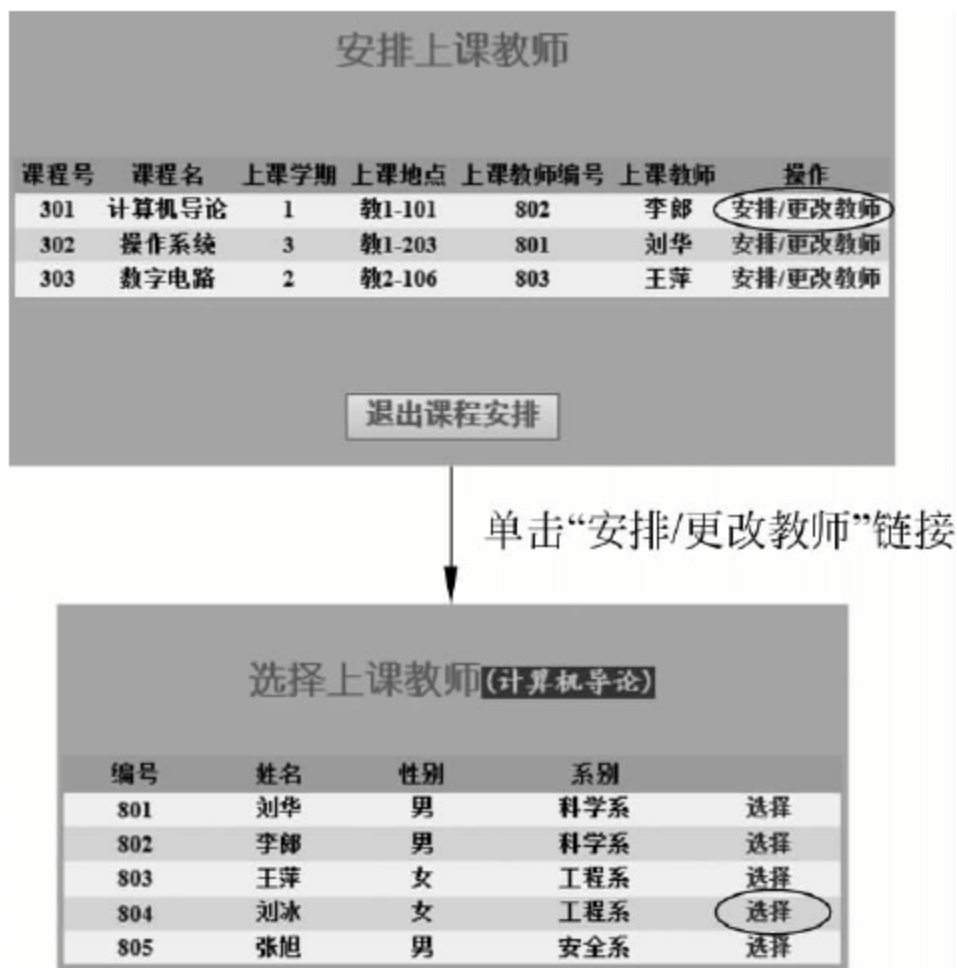 安排上课教师
课程号 课程名 上课学期 上课地点 上课教师编号 上课教师 操作
301 计算机导论 1 教1-101 802 李郎 安排/更改教师
302 操作系统 3 教1-203 801 刘华 安排/更改教师
303 数字电路 2 教2-106 803 王萍 安排/更改教师
退出课程安排
单击“安排/更改教师”链接
选择上课教师(计算机导论)
编号 姓名 性别 系别
801 刘华 男 科学系 选择
802 李郎 男 科学系 选择
803 王萍 女 工程系 选择
804 刘冰 女 工程系 选择
805 张旭 男 安全系 选择